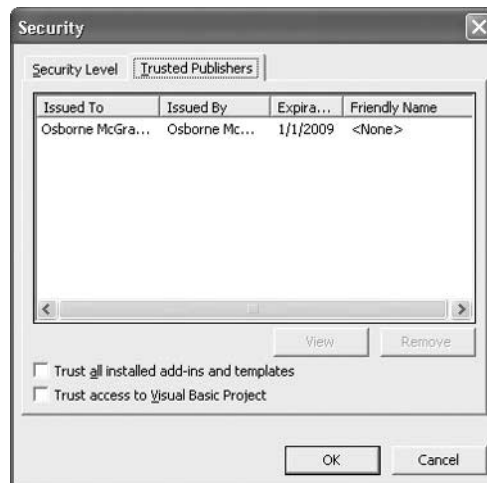 Security
Security Level Trusted Publishers
Issued To Issued By Expira... Friendly Name
Osborne McGra... Osborne Mc... 1/1/2009 <None>
View Remove
Trust all installed add-ins and templates
Trust access to Visual Basic Project
OK Cancel